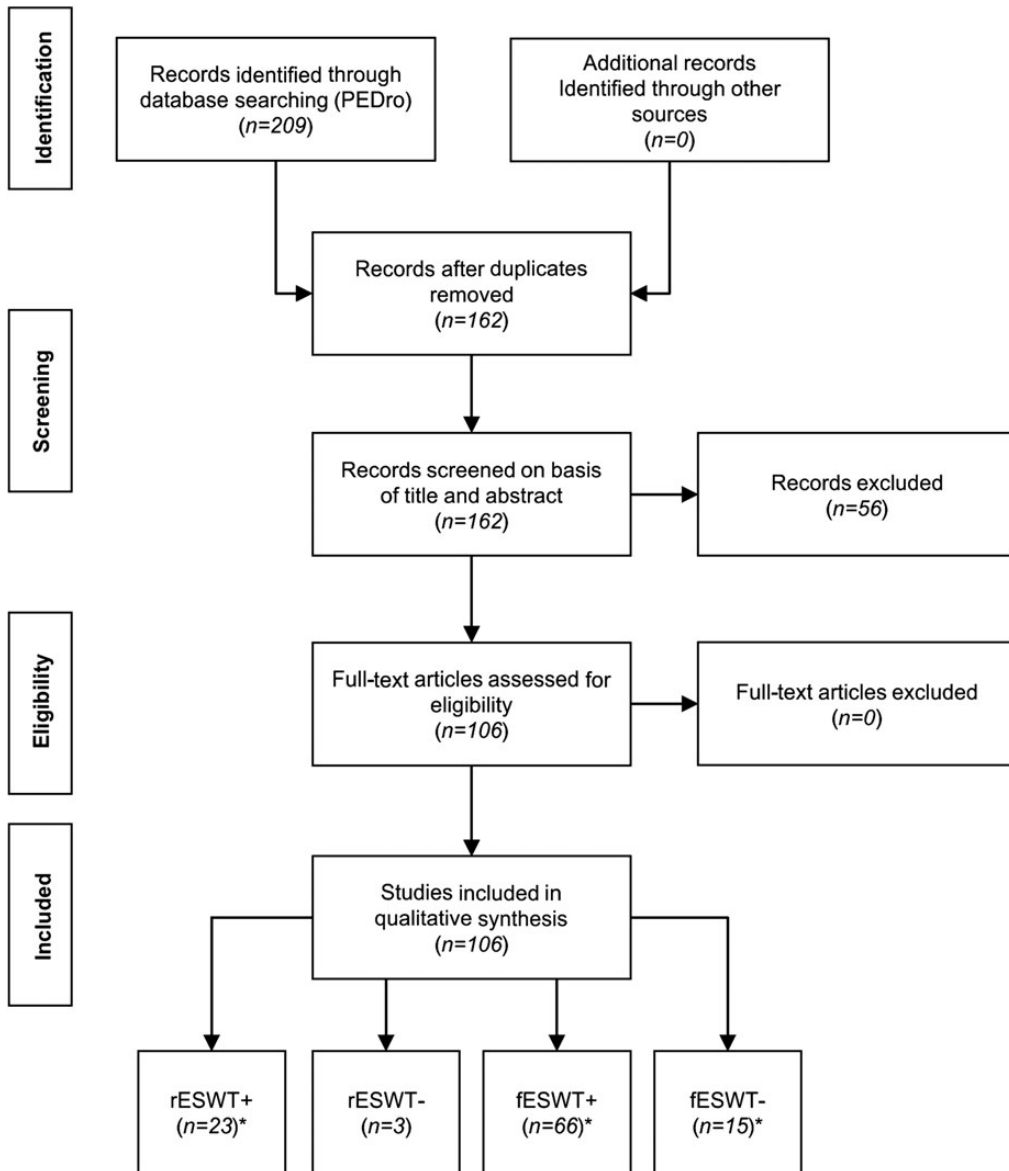 Identification
Records identified through
database searching (PEDro)
(n=209)
Additional records
Identified through other
sources
(n=0)
Records after duplicates
removed
(n=162)
Screening
Records screened on basis
of title and abstract
(n=162)
Records excluded
(n=56)
Eligibility
Full-text articles assessed for
eligibility
(n=106)
Full-text articles excluded
(n=0)
Included
Studies included in
qualitative synthesis
(n=106)
rESWT+
(n=23)*
rESWT-
(n=3)
fESWT+
(n=66)*
fESWT-
(n=15)*